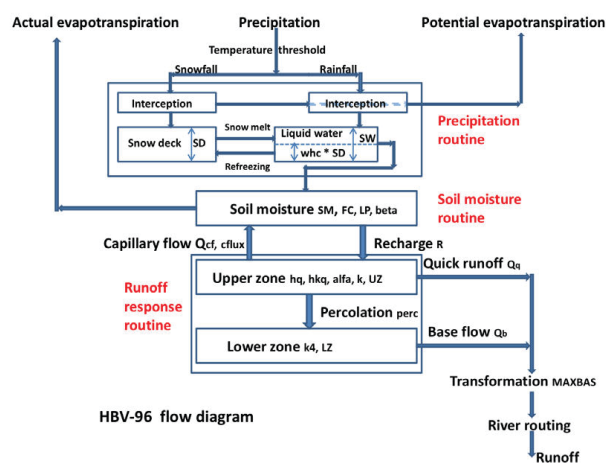 Actual evapotranspiration
Precipitation
Potential evapotranspiration
Temperature threshold
Snowfall
Rainfall
Interception
Interception
Precipitation
routine
Snow deck
SD
Snow melt
Liquid water
SW
whc * SD
Refreezing
Soil moisture SM, FC, LP, beta
Soil moisture
routine
Capillary flow Qcf, cflux
Recharge R
Runoff
response
routine
Upper zone hq, hkq, alfa, k, UZ
Quick runoff Qq
Percolation perc
Lower zone k4, LZ
Base flow Qb
Transformation MAXBAS
HBV-96 flow diagram
River routing
Runoff